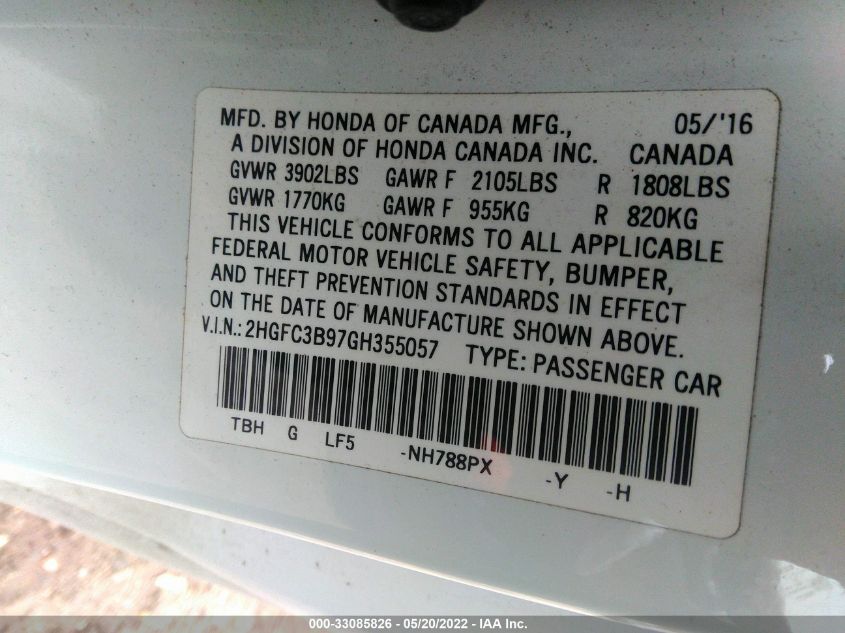 MFD. BY HONDA OF CANADA MFG., 05/'16
A DIVISION OF HONDA CANADA INC. CANADA
GVWR 3902LBS GAWR F 2105LBS R 1808LBS
GVWR 1770KG GAWR F 955KG R 820KG
THIS VEHICLE CONFORMS TO ALL APPLICABLE
FEDERAL MOTOR VEHICLE SAFETY, BUMPER,
AND THEFT PREVENTION STANDARDS IN EFFECT
ON THE DATE OF MANUFACTURE SHOWN ABOVE.
V.I.N.: 2HGFC3B97GH355057 TYPE: PASSENGER CAR
TBH G LF5 -NH788PX -Y -H
000-33085826 - 05/20/2022 - IAA Inc.